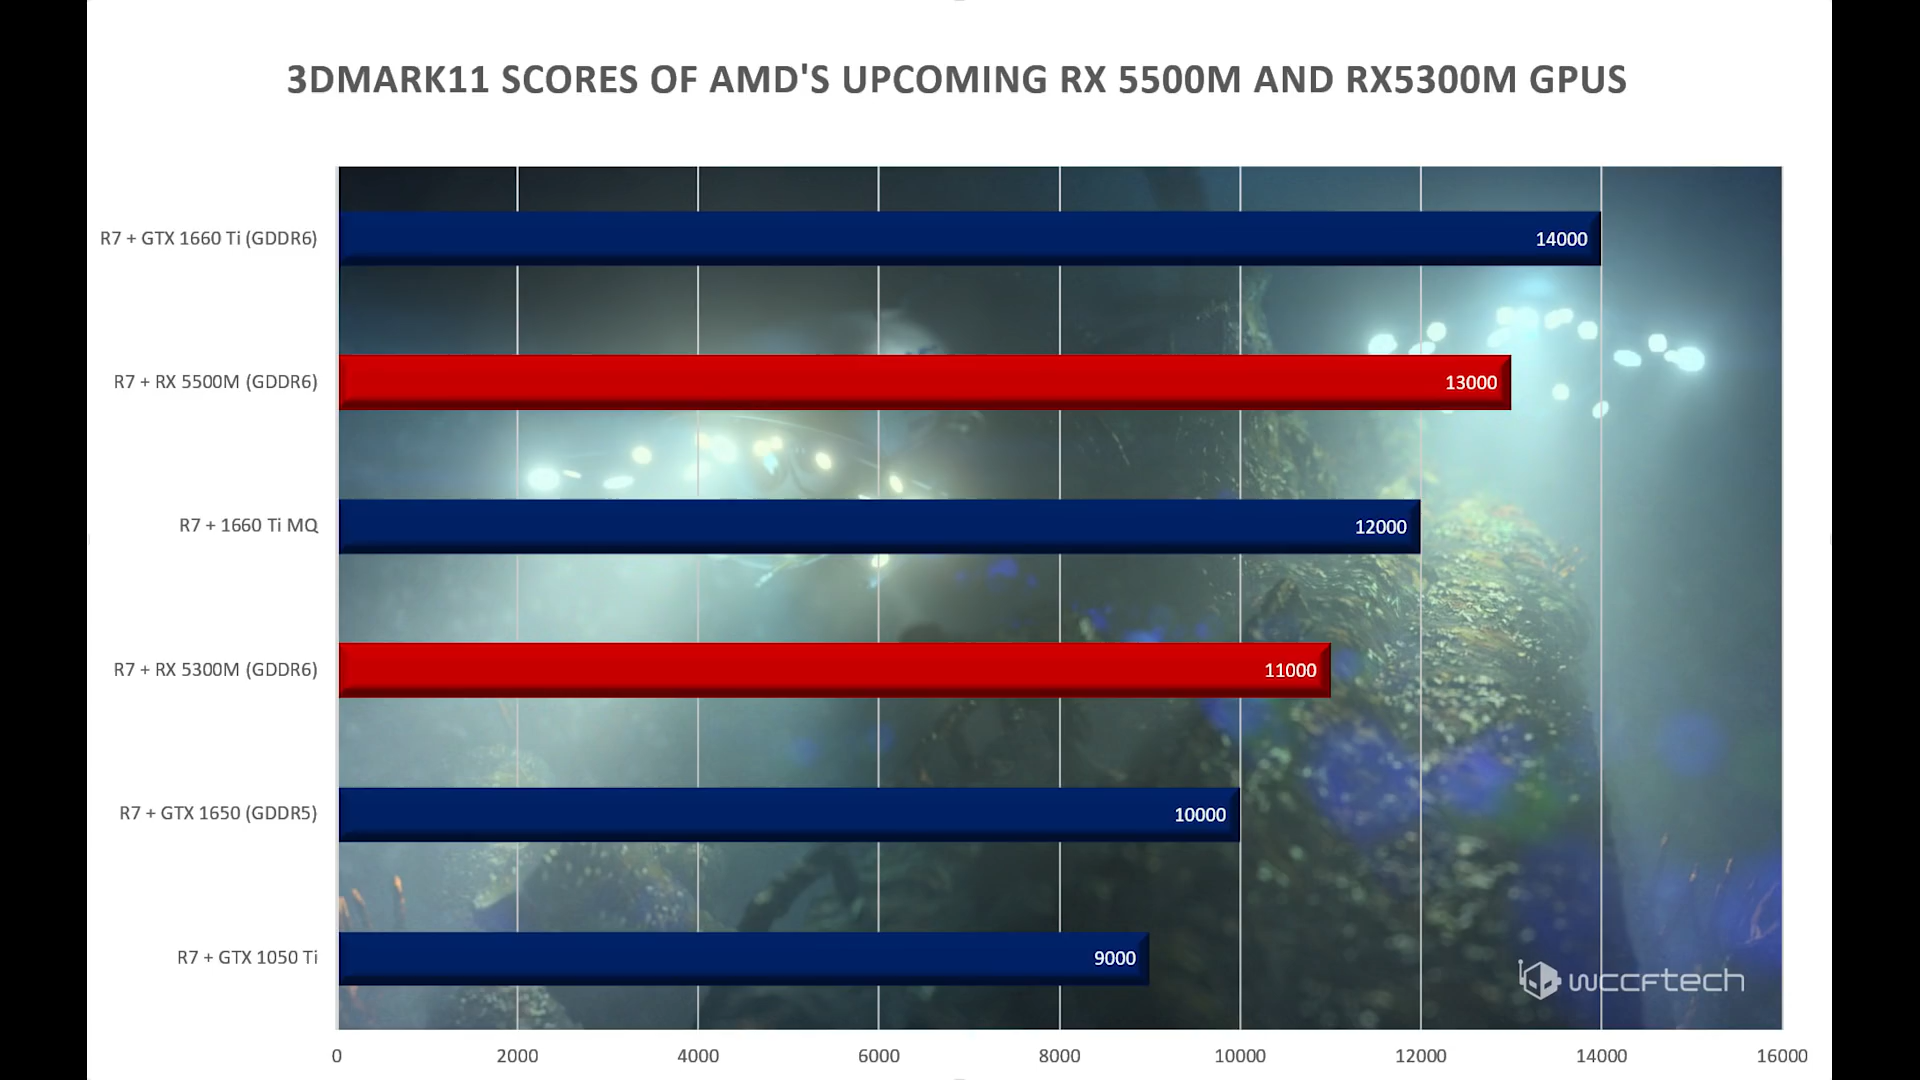 3DMARK11 SCORES OF AMD'S UPCOMING RX 5500M AND RX5300M GPUS
R7 + GTX 1660 Ti (GDDR6)
14000
R7 + RX 5500M (GDDR6)
13000
R7 + 1660 Ti MQ
12000
R7 + RX 5300M (GDDR6)
11000
R7 + GTX 1650 (GDDR5)
10000
R7 + GTX 1050 Ti
9000
wccftech
0 2000 4000 6000 8000 10000 12000 14000 16000